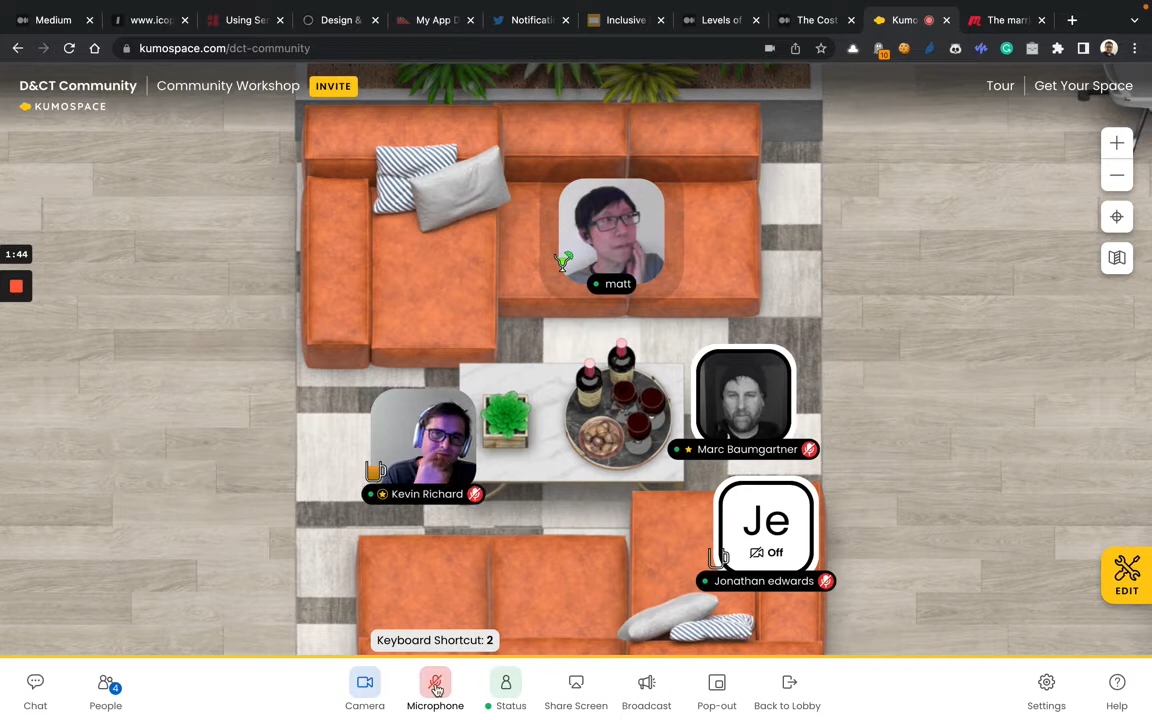 Medium
www.icop
Using Ser
Design &
My App D
Notificati
Inclusive
Levels of
The Cost
Kumo
The marr
kumospace.com/dct-community
10
D&CT Community
Community Workshop
INVITE
KUMOSPACE
Tour
Get Your Space
1:44
matt
Marc Baumgartner
Kevin Richard
Je
Off
Jonathan edwards
EDIT
Keyboard Shortcut: 2
Chat
4
People
Camera
Microphone
Status
Share Screen
Broadcast
Pop-out
Back to Lobby
Settings
Help